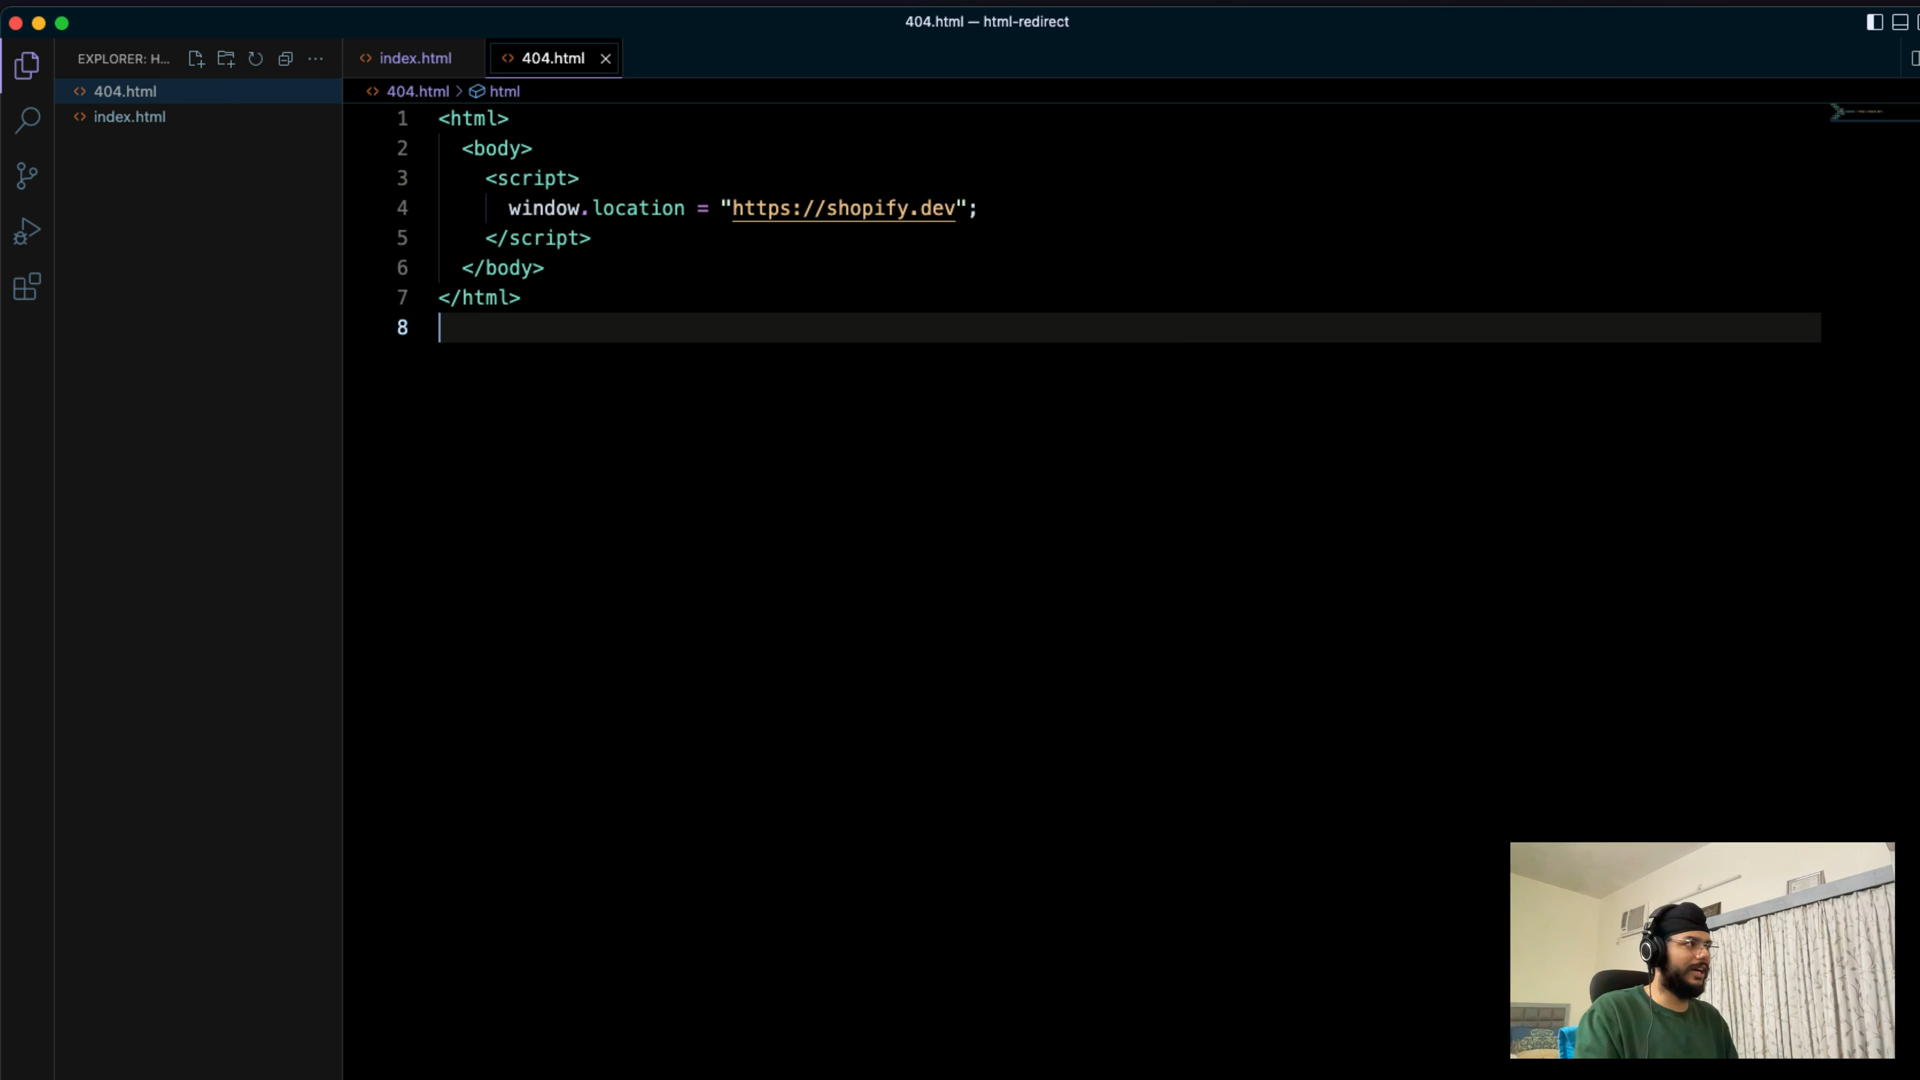 404.html — html-redirect
EXPLORER: H...
index.html
404.html
404.html
index.html
404.html > html
1 <html>
2 <body>
3 <script>
4 window.location = "https://shopify.dev";
5 </script>
6 </body>
7 </html>
8